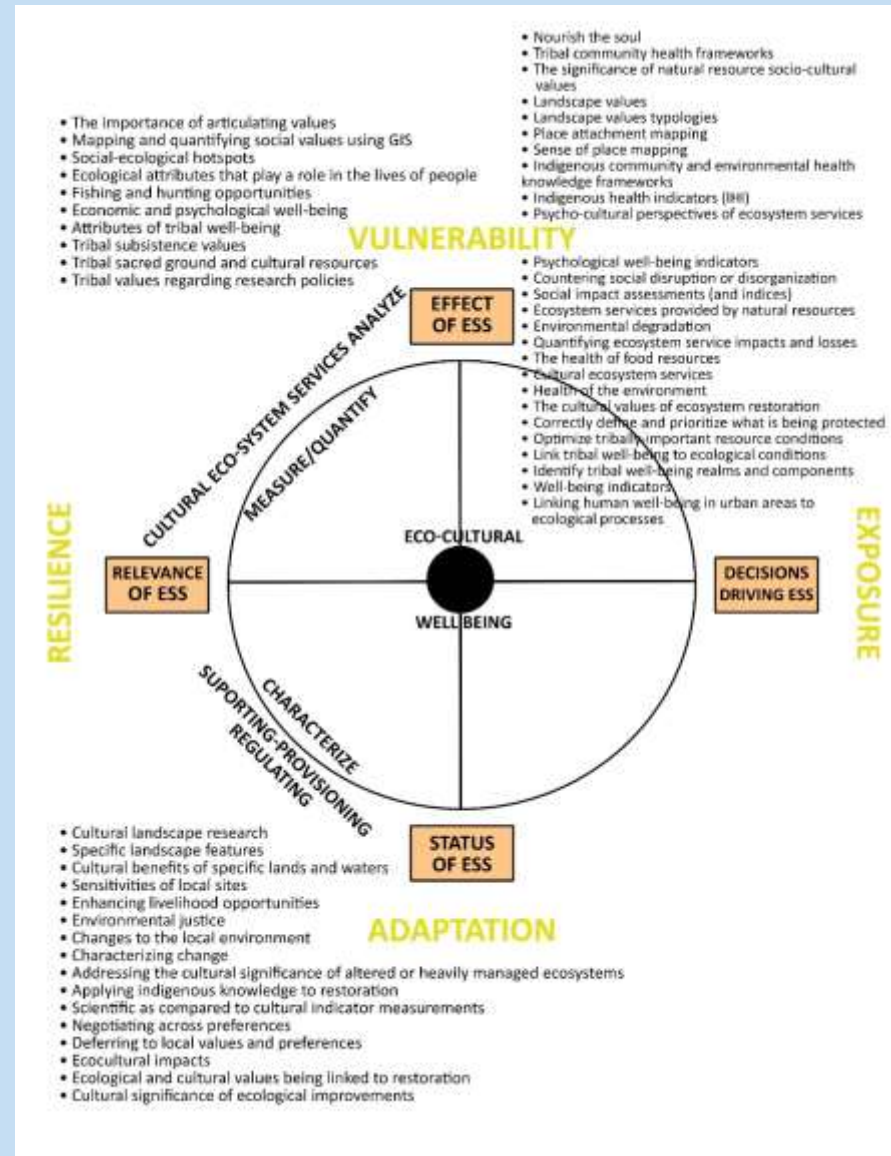 • Nourish the soul
• Tribal community health frameworks
• The significance of natural resource socio-cultural
values
• Landscape values
• Landscape values typologies
• Place attachment mapping
• Sense of place mapping
• Indigenous community and environmental health
knowledge frameworks
• Indigenous health indicators (IHI)
• Psycho-cultural perspectives of ecosystem services
• The importance of articulating values
• Mapping and quantifying social values using GIS
• Social-ecological hotspots
• Ecological attributes that play a role in the lives of people
• Fishing and hunting opportunities
• Economic and psychological well-being
• Attributes of tribal well-being
• Tribal subsistence values
• Tribal sacred ground and cultural resources
• Tribal values regarding research policies
VULNERABILITY
• Psychological well-being indicators
• Countering social disruption or disorganization
• Social impact assessments (and indices)
• Ecosystem services provided by natural resources
• Environmental degradation
• Quantifying ecosystem service impacts and losses
• The health of food resources
• Cultural ecosystem services
• Health of the environment
• The cultural values of ecosystem restoration
• Correctly define and prioritize what is being protected
• Optimize tribally important resource conditions
• Link tribal well-being to ecological conditions
• Identify tribal well-being realms and components
• Well-being indicators
• Linking human well-being in urban areas to
ecological processes
EFFECT
OF ESS
CULTURAL ECO-SYSTEM SERVICES ANALYZE
MEASURE/QUANTIFY
RESILIENCE
RELEVANCE
OF ESS
ECO-CULTURAL
WELL BEING
DECISIONS
DRIVING ESS
EXPOSURE
CHARACTERIZE
SUPORTING-PROVISIONING
REGULATING
STATUS
OF ESS
ADAPTATION
• Cultural landscape research
• Specific landscape features
• Cultural benefits of specific lands and waters
• Sensitivities of local sites
• Enhancing livelihood opportunities
• Environmental justice
• Changes to the local environment
• Characterizing change
• Addressing the cultural significance of altered or heavily managed ecosystems
• Applying indigenous knowledge to restoration
• Scientific as compared to cultural indicator measurements
• Negotiating across preferences
• Deferring to local values and preferences
• Ecocultural impacts
• Ecological and cultural values being linked to restoration
• Cultural significance of ecological improvements